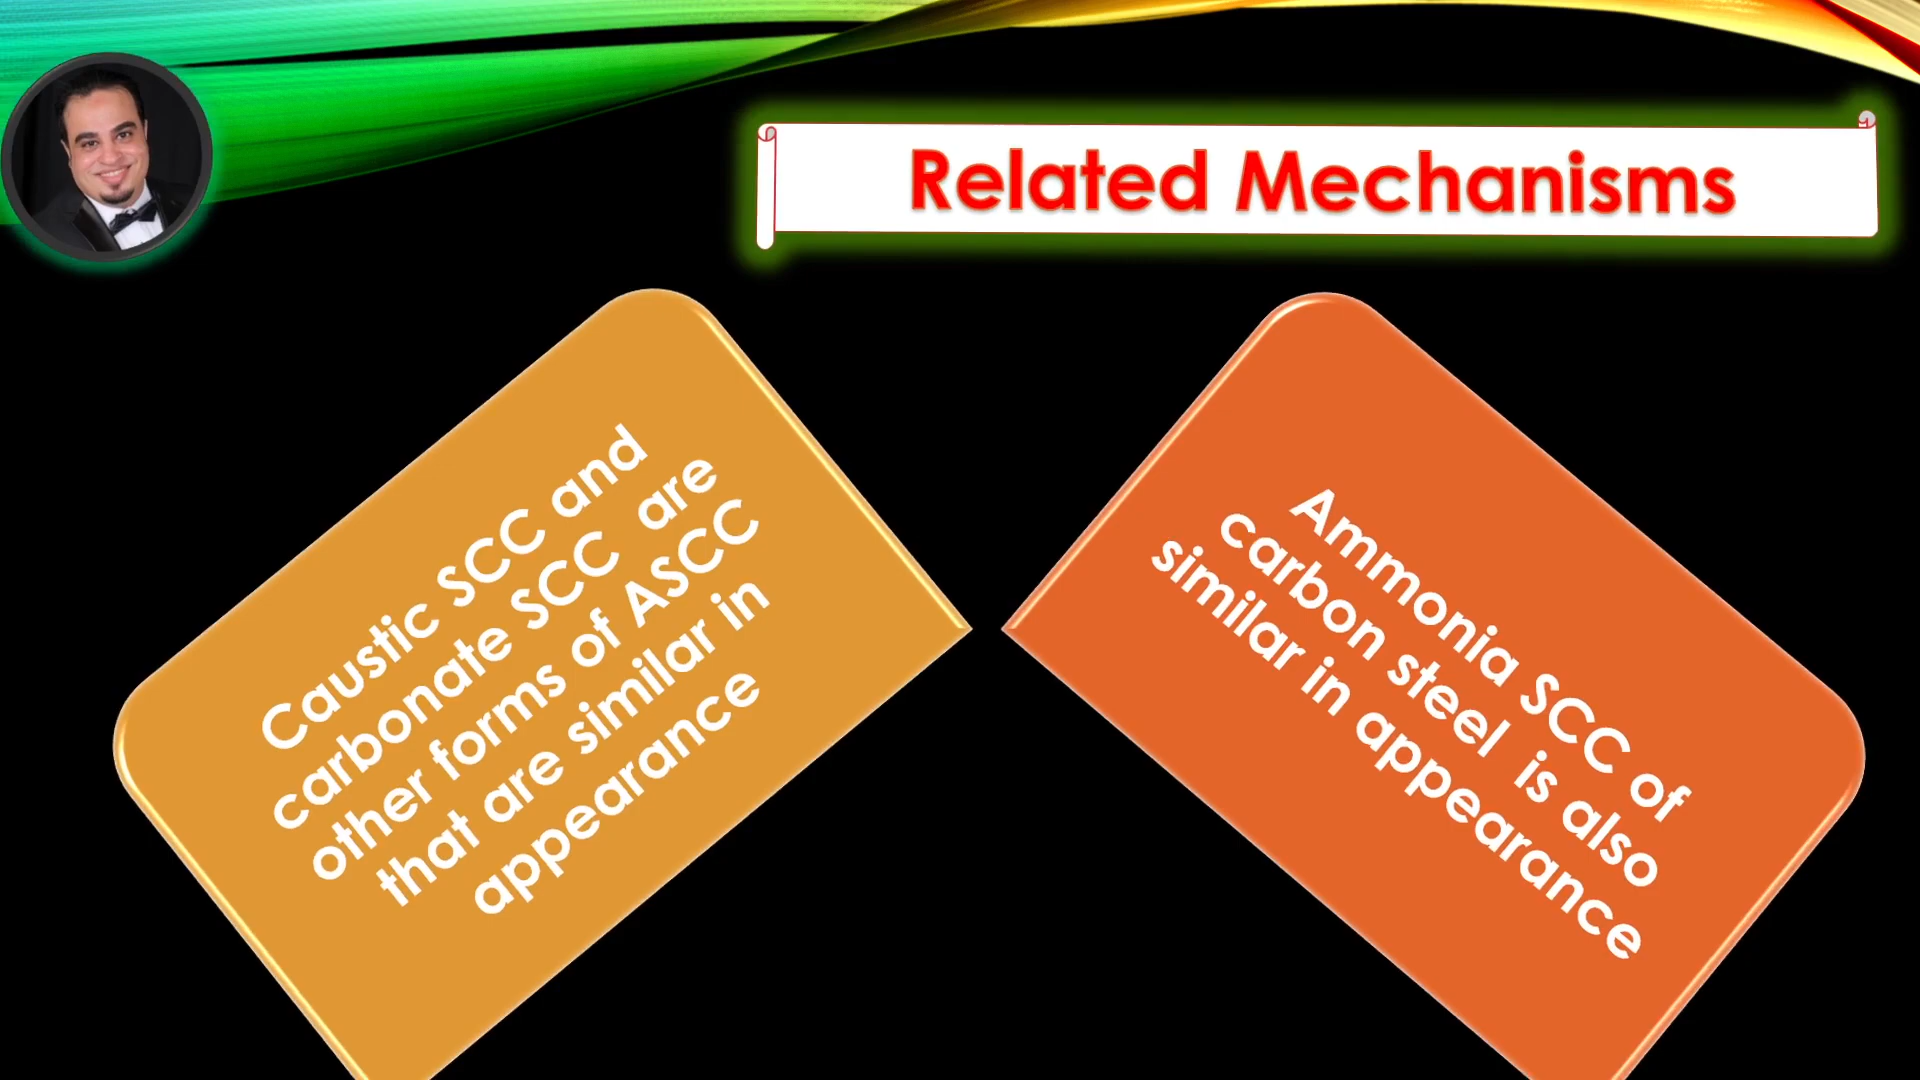 Related Mechanisms
Caustic SCC and
carbonate SCC are
other forms of ASCC
that are similar in
appearance
Ammonia SCC of
carbon steel is also
similar in appearance